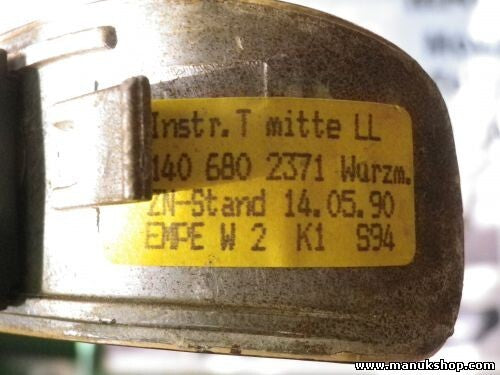 Instr.T mitte LL
140 680 2371 Wurzm.
ZN-Stand 14.05.90
EMPE W 2 K1 S94
www.manukshop.com